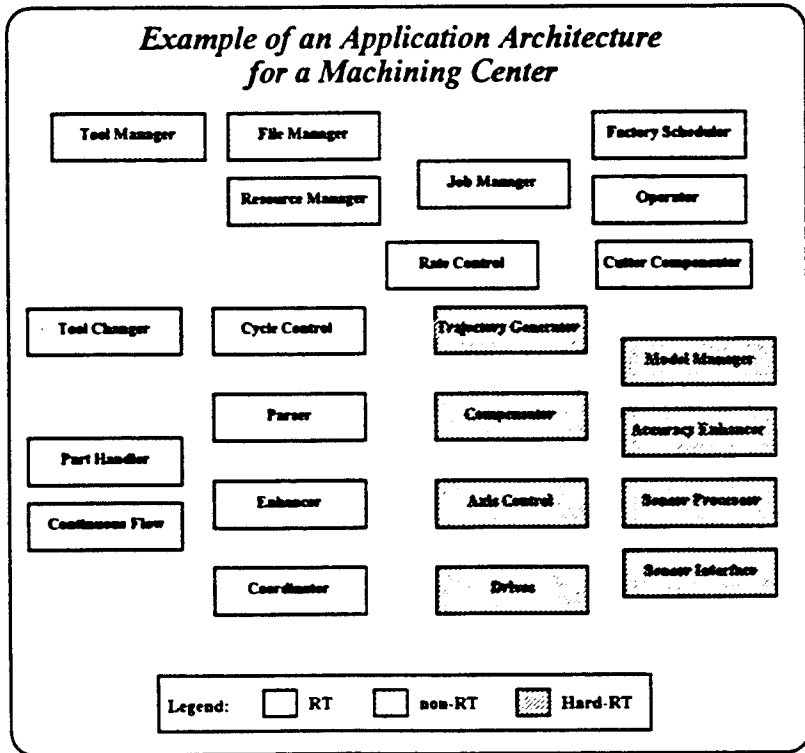 Example of an Application Architecture
for a Machining Center
Tool Manager
File Manager
Factory Scheduler
Resource Manager
Job Manager
Operator
Rate Control
Cutter Compensator
Tool Changer
Cycle Control
Trajectory Generator
Model Manager
Parser
Compensator
Accuracy Enhancer
Part Handler
Enhancer
Axis Control
Sensor Processor
Continuous Flow
Coordinator
Drives
Sensor Interface
Legend:
RT
non-RT
Hard-RT